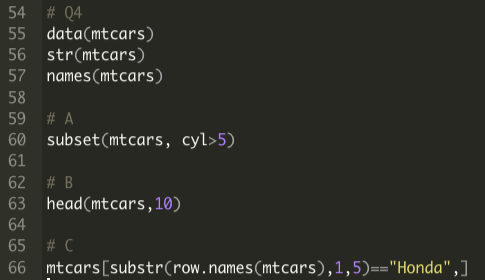 54 # Q4
55 data(mtcars)
56 str(mtcars)
57 names(mtcars)
58
59 # A
60 subset(mtcars, cyl>5)
61
62 # B
63 head(mtcars,10)
64
65 # C
66 mtcars[substr(row.names(mtcars),1,5)=="Honda",]